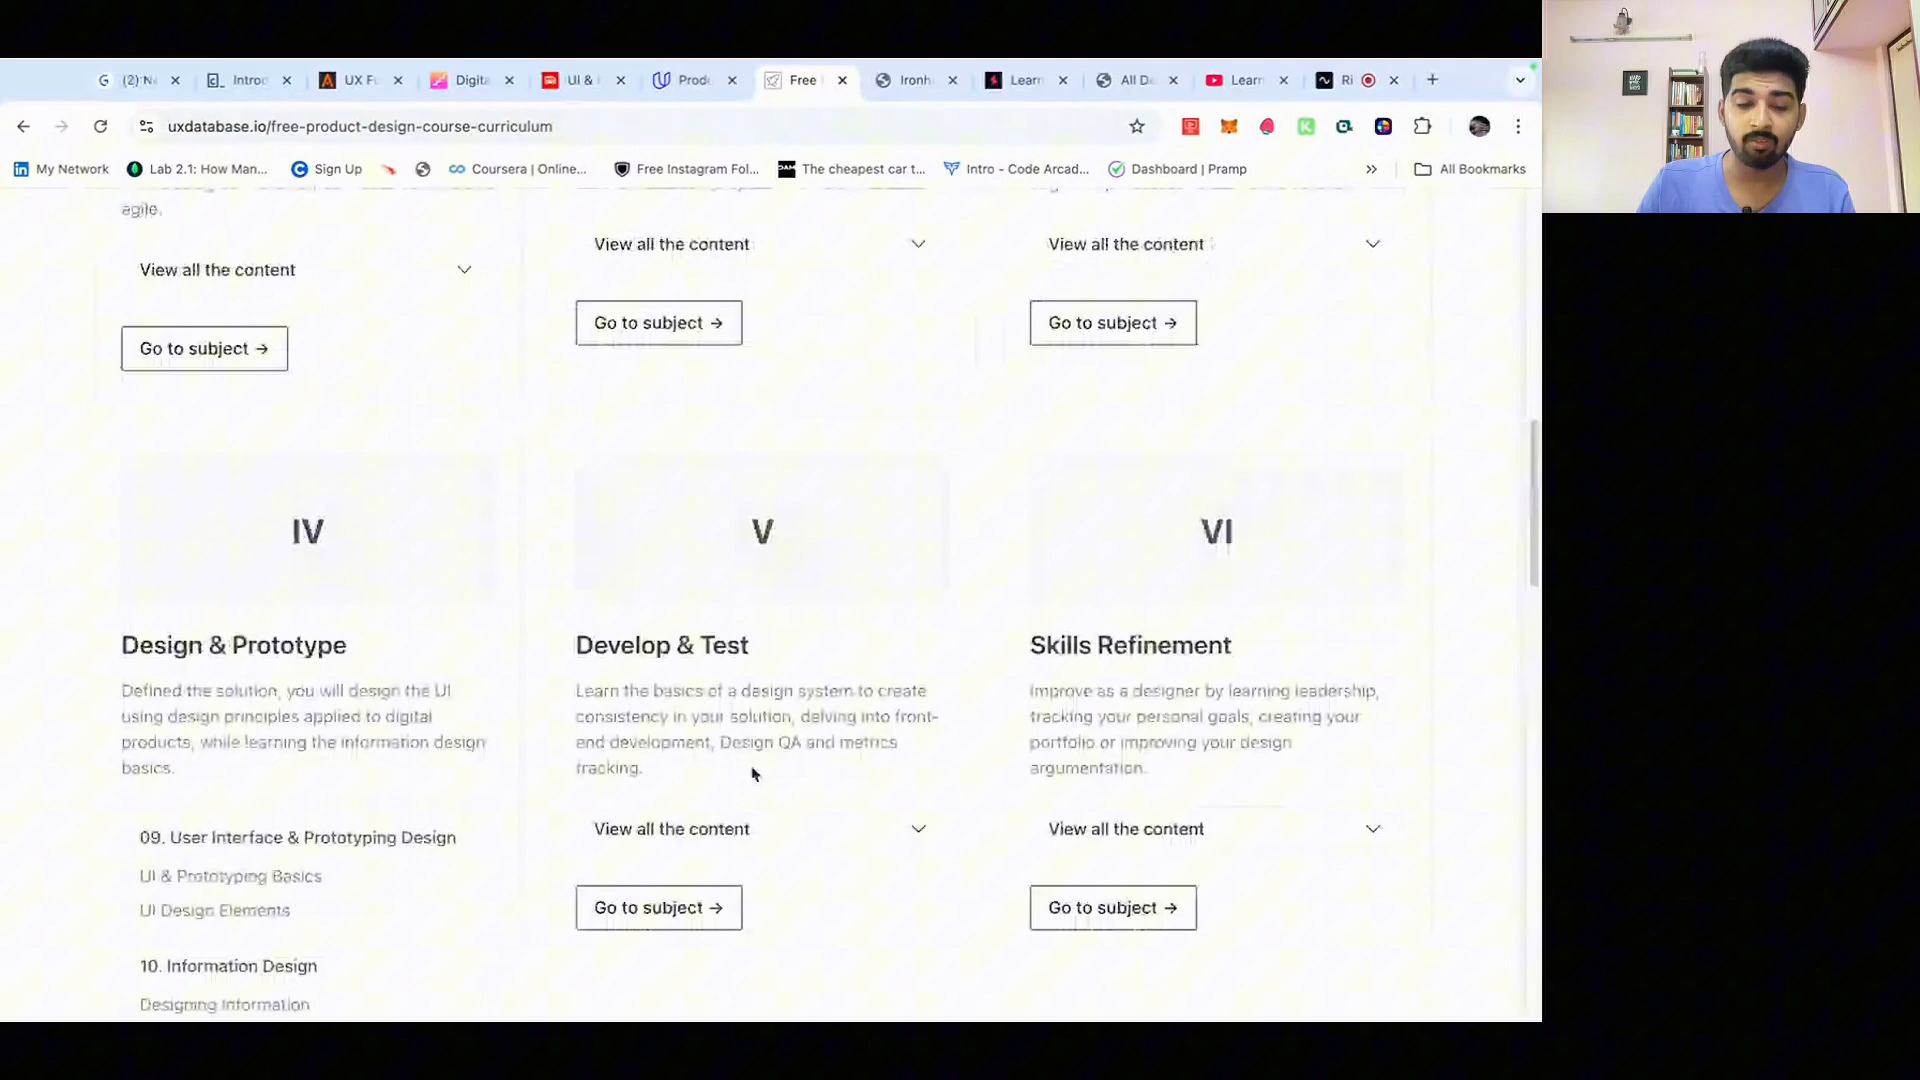 (2) N
Introd
UX Fu
Digita
UI & I
Produ
Free
Ironh
Learn
All De
Learn
Ri
uxdatabase.io/free-product-design-course-curriculum
My Network
Lab 2.1: How Man...
Sign Up
Coursera | Online...
Free Instagram Fol...
The cheapest car t...
Intro - Code Arcad...
Dashboard | Pramp
All Bookmarks
agile.
View all the content
Go to subject →
View all the content
Go to subject →
View all the content
Go to subject →
IV
Design & Prototype
Defined the solution, you will design the UI
using design principles applied to digital
products, while learning the information design
basics.
09. User Interface & Prototyping Design
UI & Prototyping Basics
UI Design Elements
10. Information Design
Designing Information
V
Develop & Test
Learn the basics of a design system to create
consistency in your solution, delving into front-
end development, Design QA and metrics
tracking.
View all the content
Go to subject →
VI
Skills Refinement
Improve as a designer by learning leadership,
tracking your personal goals, creating your
portfolio or improving your design
argumentation.
View all the content
Go to subject →